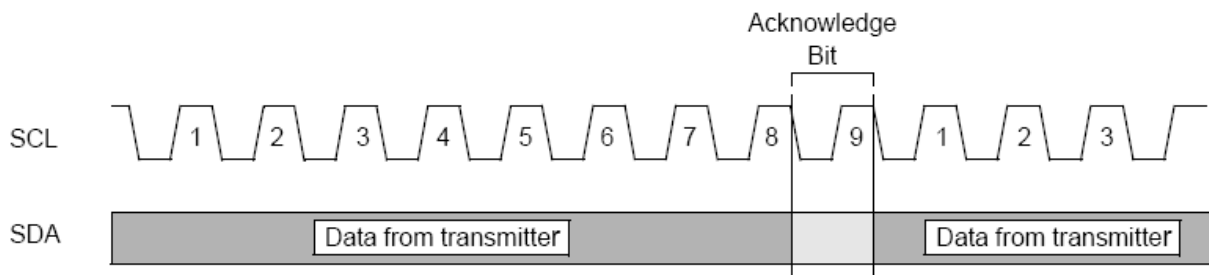 Acknowledge
Bit
SCL 1 2 3 4 5 6 7 8 9 1 2 3
SDA Data from transmitter Data from transmitter